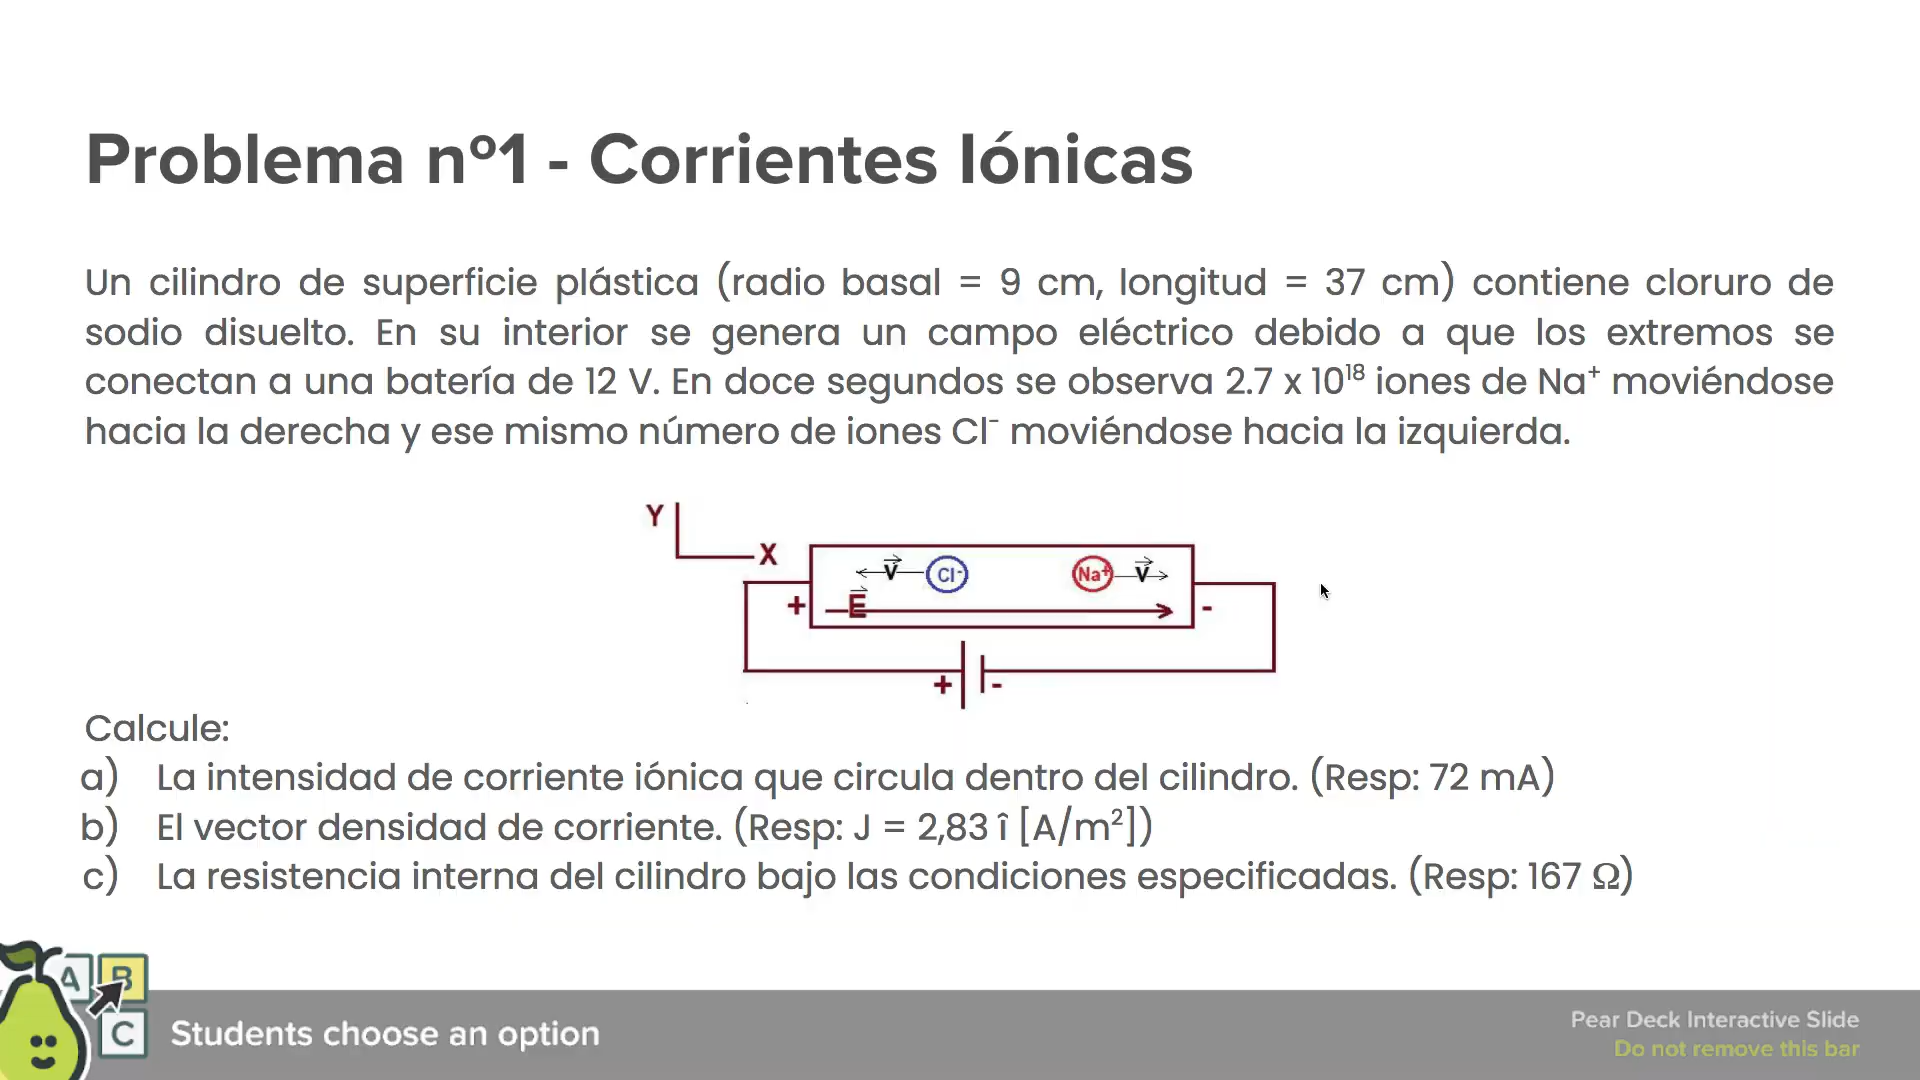 Problema nº1 - Corrientes Iónicas
Un cilindro de superficie plástica (radio basal = 9 cm, longitud = 37 cm) contiene cloruro de
sodio disuelto. En su interior se genera un campo eléctrico debido a que los extremos se
conectan a una batería de 12 V. En doce segundos se observa 2.7 x 10¹⁸ iones de Na⁺ moviéndose
hacia la derecha y ese mismo número de iones Cl⁻ moviéndose hacia la izquierda.
Y
X
v Cl⁻ Na⁺ v
+ E -
+ -
Calcule:
a) La intensidad de corriente iónica que circula dentro del cilindro. (Resp: 72 mA)
b) El vector densidad de corriente. (Resp: J = 2,83 î [A/m²])
c) La resistencia interna del cilindro bajo las condiciones especificadas. (Resp: 167 Ω)
A B
C
Students choose an option
Pear Deck Interactive Slide
Do not remove this bar